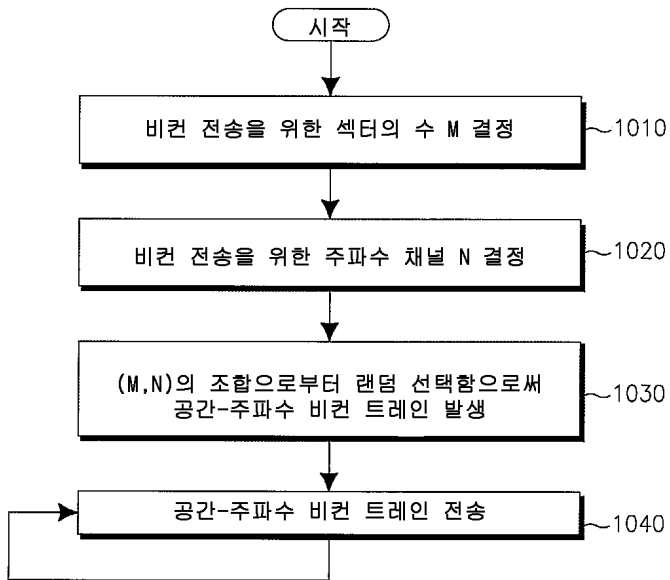 시작
비컨 전송을 위한 섹터의 수 M 결정
1010
비컨 전송을 위한 주파수 채널 N 결정
1020
(M,N)의 조합으로부터 랜덤 선택함으로써
공간-주파수 비컨 트레인 발생
1030
공간-주파수 비컨 트레인 전송
1040